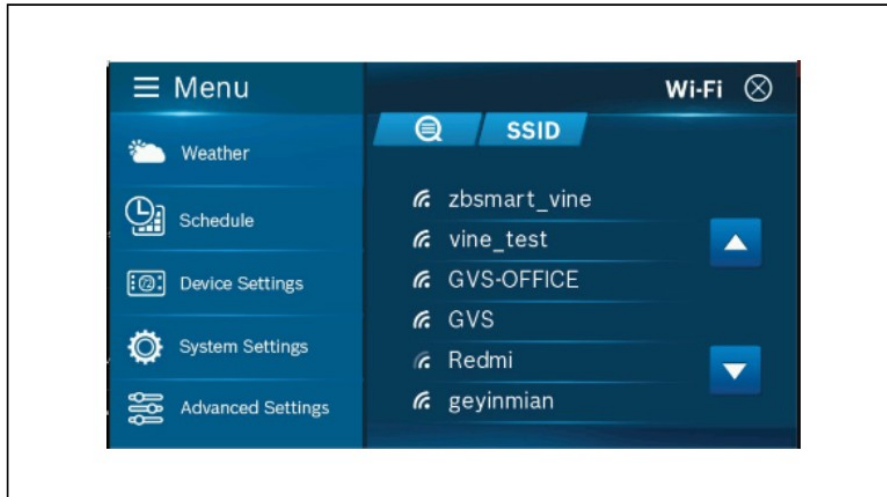 Menu
Weather
Schedule
Device Settings
System Settings
Advanced Settings
Wi-Fi
SSID
zbsmart_vine
vine_test
GVS-OFFICE
GVS
Redmi
geyinmian